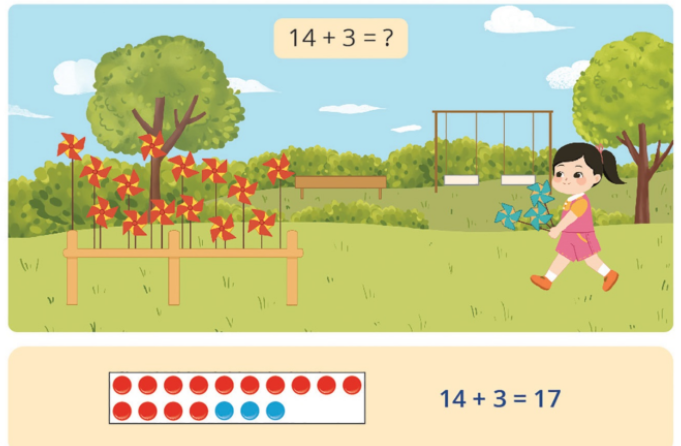 14 + 3 = ?
14 + 3 = 17